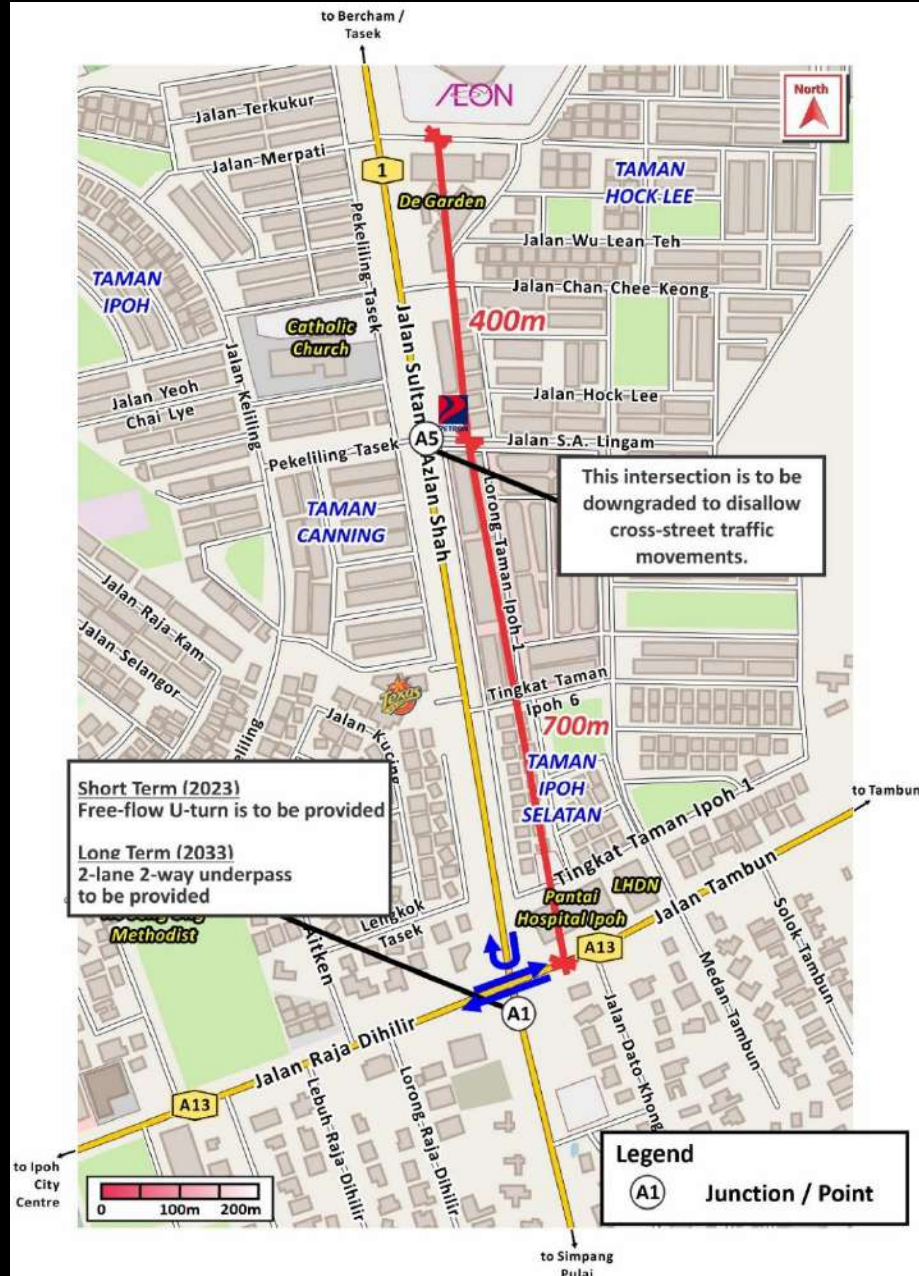 to Bercham /
Tasek
North
ÆON
Jalan Terkukur
Jalan Merpati
1
TAMAN
HOCK LEE
De Garden
Pekeliling Tasek
Jalan Wu Lean Teh
TAMAN
IPOH
Jalan Chan Chee Keong
400m
Catholic
Church
Jalan Sultan Azlan Shah
Jalan Yeoh
Chai Lye
Jalan Keliling
Jalan Hock Lee
A5
Jalan S.A. Lingam
Pekeliling Tasek
This intersection is to be
downgraded to disallow
cross-street traffic
movements.
TAMAN
CANNING
Lorong Taman Ipoh 1
Jalan Raja Kam
Jalan Selangor
Texas
Tingkat Taman
Ipoh 6
Jalan Kucing
700m
TAMAN
IPOH
SELATAN
Short Term (2023)
Free-flow U-turn is to be provided
Long Term (2033)
2-lane 2-way underpass
to be provided
to Tambun
Tingkat Taman Ipoh 1
Pantai
Hospital Ipoh
LHDN
Jalan Tambun
Methodist
Lengkok
Tasek
Aitken
A13
Solok Tambun
Medan Tambun
A1
Jalan Raja Dihilir
Jalan Dato Khong
A13
Lebuh Raja Dihilir
Lorong Raja Dihilir
to Ipoh
City
Centre
0 100m 200m
Legend
A1 Junction / Point
to Simpang
Pulai